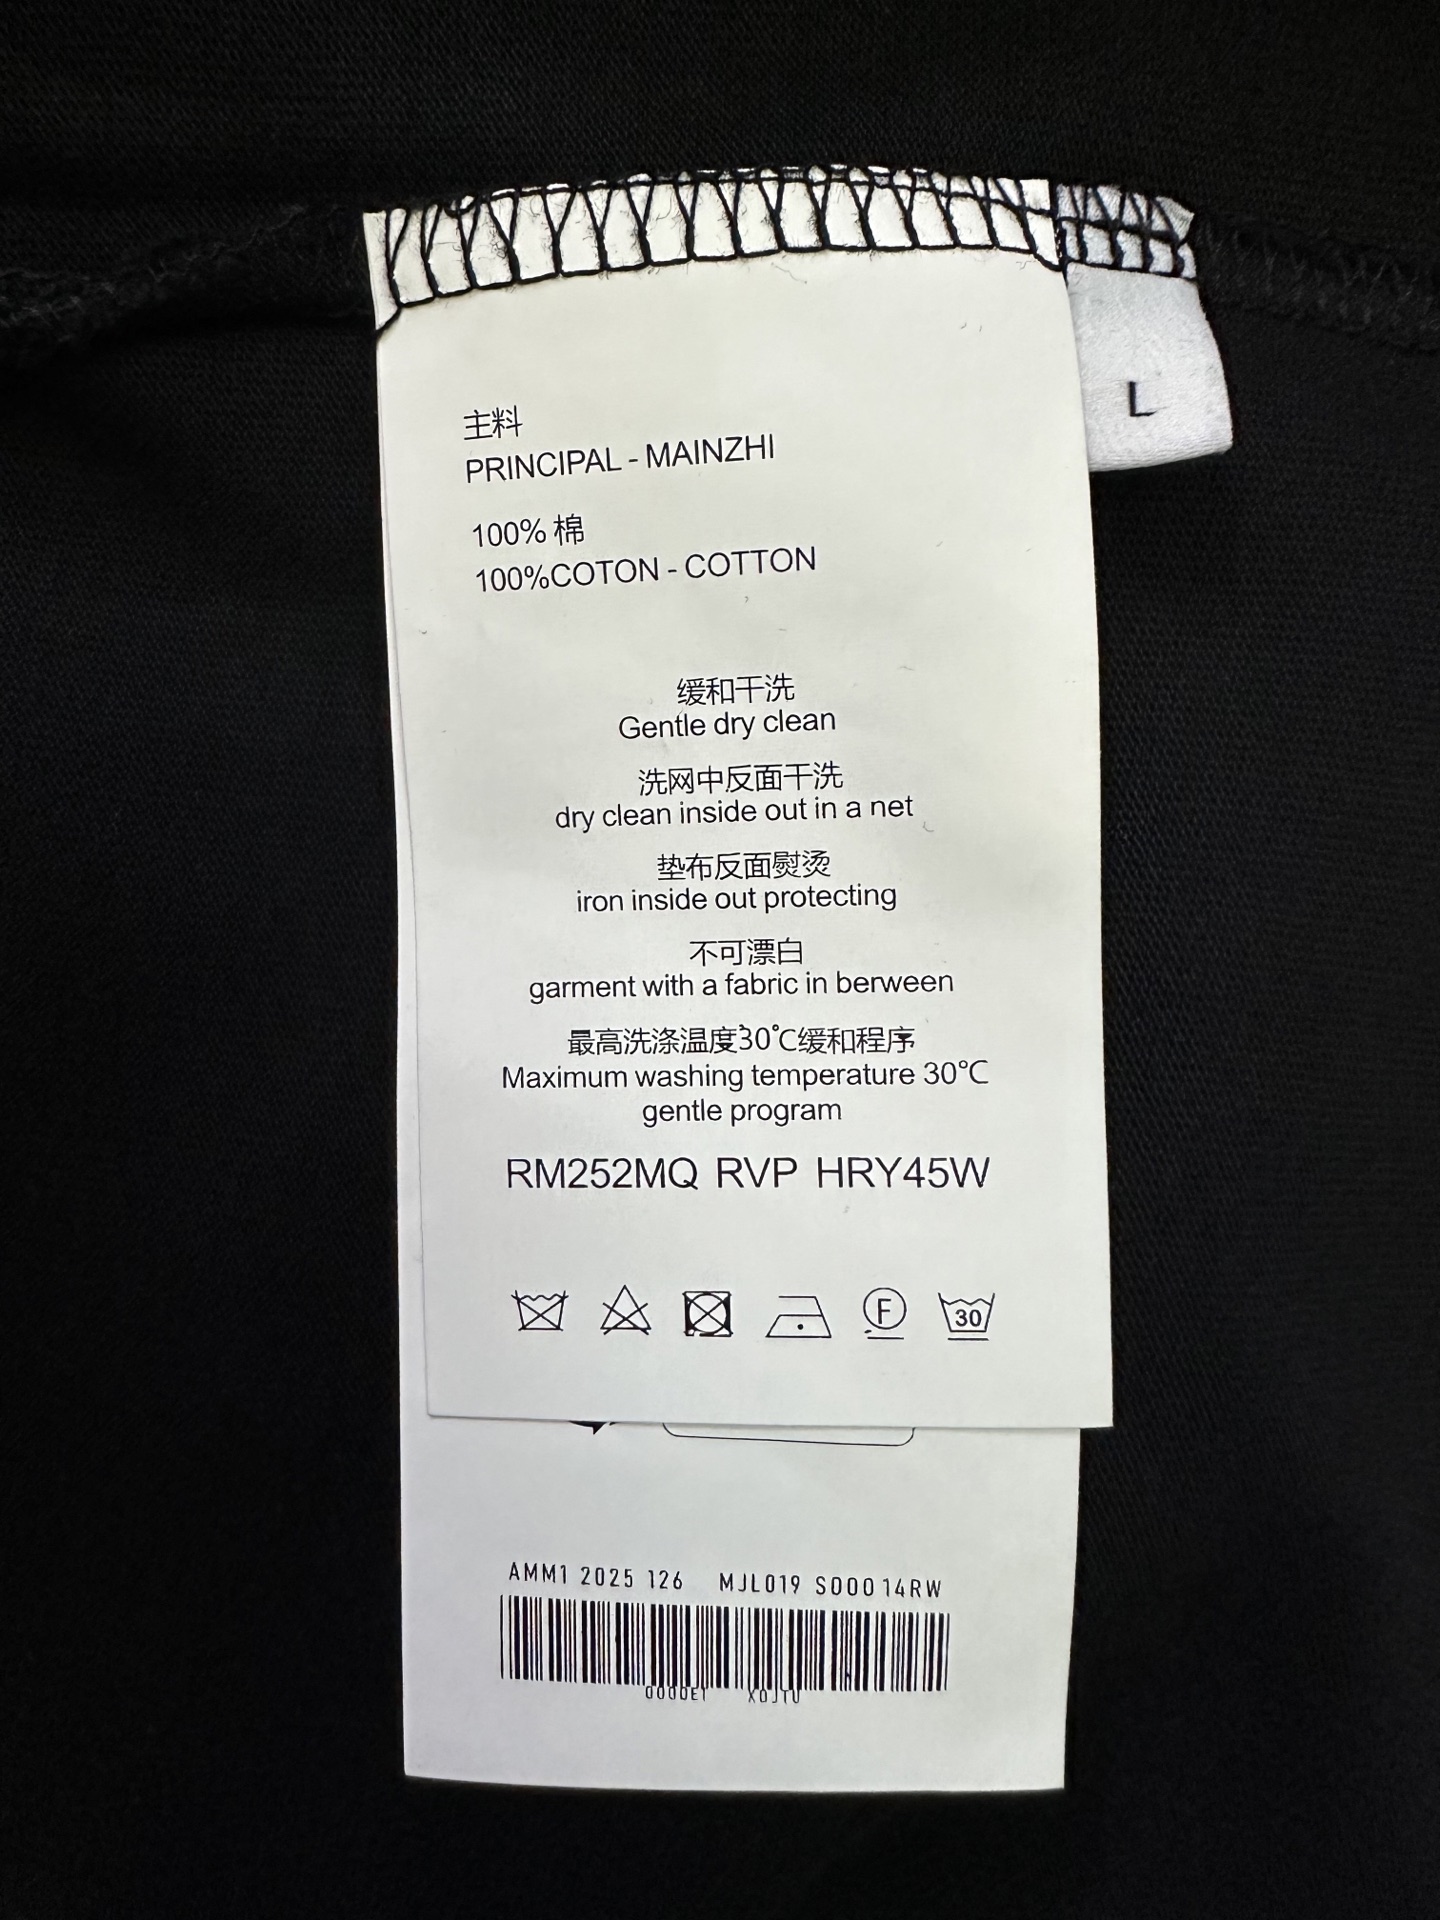 L
主料
PRINCIPAL - MAINZHI
100% 棉
100%COTON - COTTON
缓和干洗
Gentle dry clean
洗网中反面干洗
dry clean inside out in a net
垫布反面熨烫
iron inside out protecting
不可漂白
garment with a fabric in berween
最高洗涤温度30℃缓和程序
Maximum washing temperature 30℃
gentle program
RM252MQ RVP HRY45W
F
30
AMM1 2025 126 MJL019 S00014RW